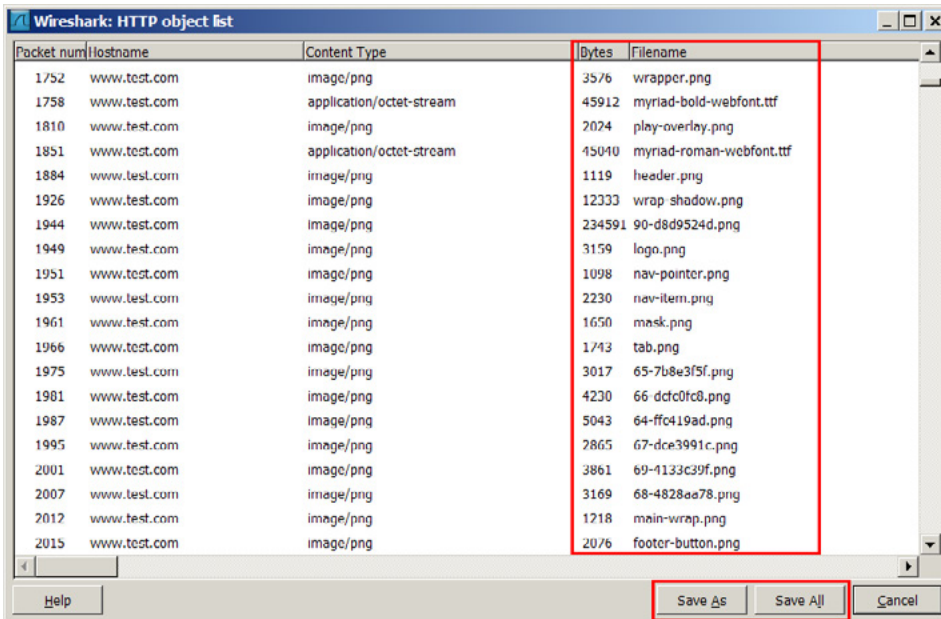 Wireshark: HTTP object list
Packet num Hostname Content Type Bytes Filename
1752 www.test.com image/png 3576 wrapper.png
1758 www.test.com application/octet-stream 45912 myriad-bold-webfont.ttf
1810 www.test.com image/png 2024 play-overlay.png
1851 www.test.com application/octet-stream 45040 myriad-roman-webfont.ttf
1884 www.test.com image/png 1119 header.png
1926 www.test.com image/png 12333 wrap-shadow.png
1944 www.test.com image/png 234591 90-d8d9524d.png
1949 www.test.com image/png 3159 logo.png
1951 www.test.com image/png 1098 nav-pointer.png
1953 www.test.com image/png 2230 nav-item.png
1961 www.test.com image/png 1650 mask.png
1966 www.test.com image/png 1743 tab.png
1975 www.test.com image/png 3017 65-7b8e3f5f.png
1981 www.test.com image/png 4230 66-dcfc0fc8.png
1987 www.test.com image/png 5043 64-ffc419ad.png
1995 www.test.com image/png 2865 67-dce3991c.png
2001 www.test.com image/png 3861 69-4133c39f.png
2007 www.test.com image/png 3169 68-4828aa78.png
2012 www.test.com image/png 1218 main-wrap.png
2015 www.test.com image/png 2076 footer-button.png
Help Save As Save All Cancel